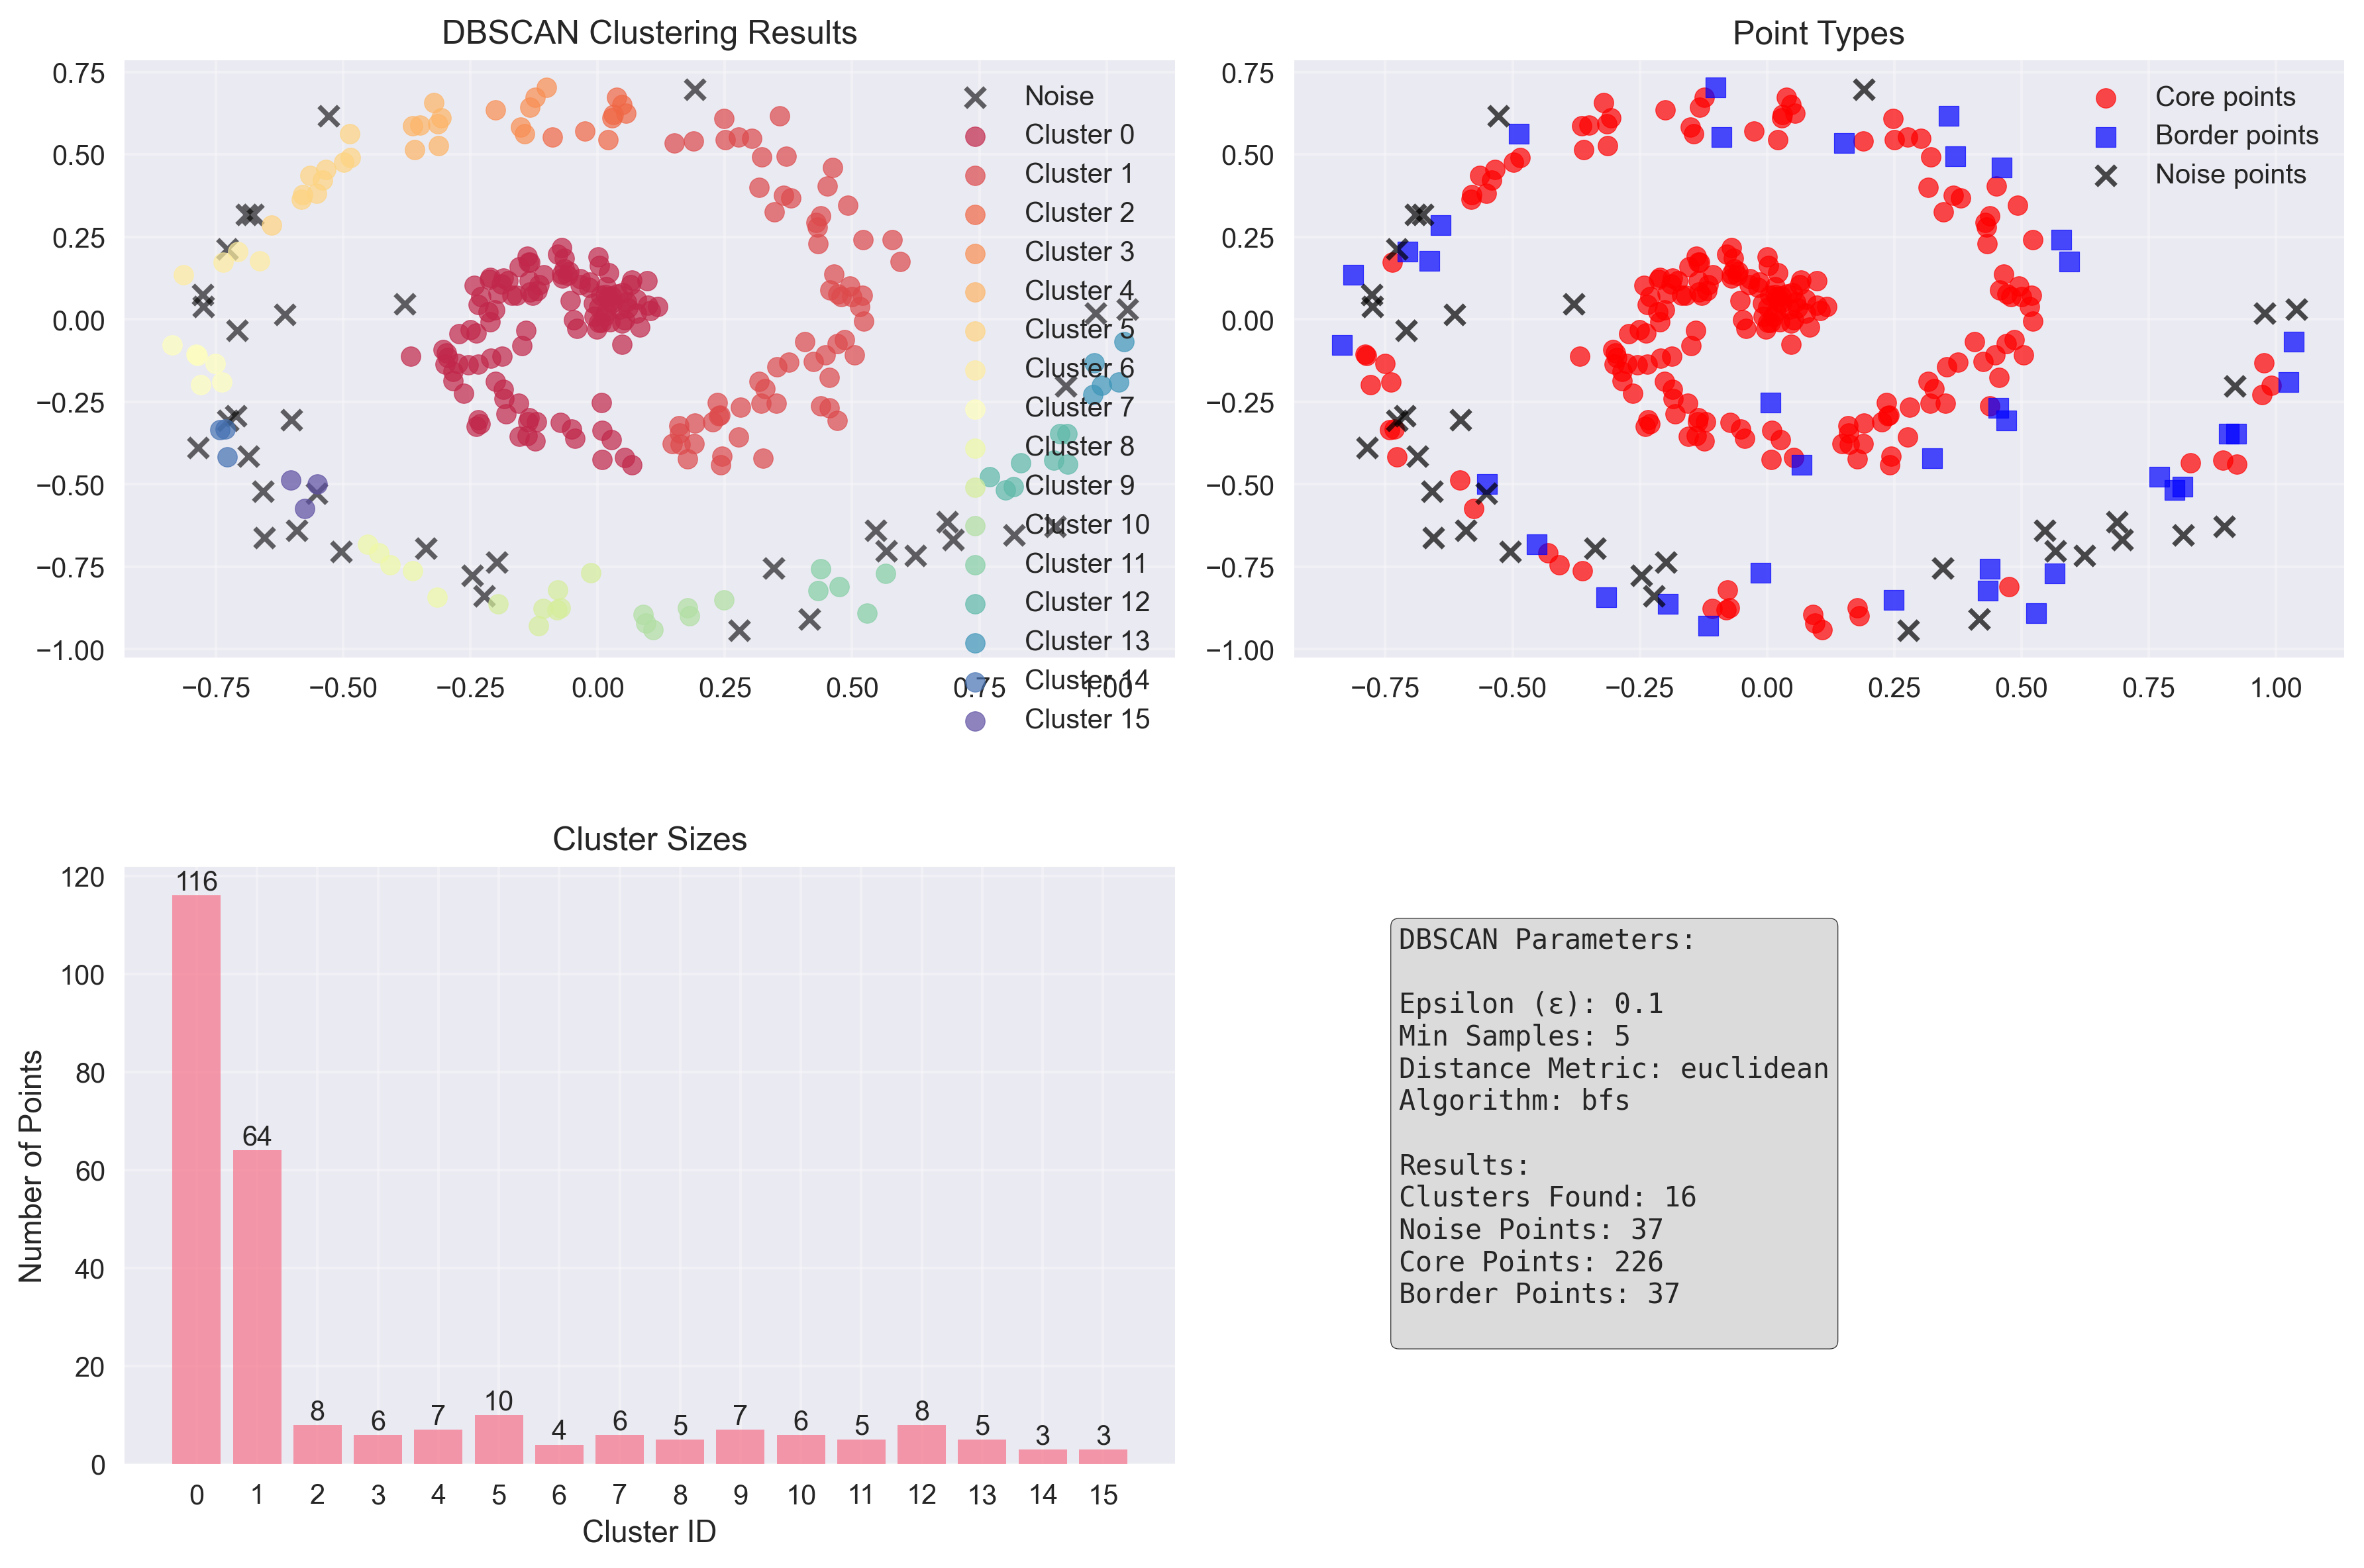 DBSCAN Clustering Results
0.75
0.50
0.25
0.00
−0.25
−0.50
−0.75
−1.00
−0.75 −0.50 −0.25 0.00 0.25 0.50 0.75 1.00
Noise
Cluster 0
Cluster 1
Cluster 2
Cluster 3
Cluster 4
Cluster 5
Cluster 6
Cluster 7
Cluster 8
Cluster 9
Cluster 10
Cluster 11
Cluster 12
Cluster 13
Cluster 14
Cluster 15
Point Types
0.75
0.50
0.25
0.00
−0.25
−0.50
−0.75
−1.00
−0.75 −0.50 −0.25 0.00 0.25 0.50 0.75 1.00
Core points
Border points
Noise points
Cluster Sizes
Number of Points
120
100
80
60
40
20
0
116 64 8 6 7 10 4 6 5 7 6 5 8 5 3 3
0 1 2 3 4 5 6 7 8 9 10 11 12 13 14 15
Cluster ID
DBSCAN Parameters:
Epsilon (ε): 0.1
Min Samples: 5
Distance Metric: euclidean
Algorithm: bfs
Results:
Clusters Found: 16
Noise Points: 37
Core Points: 226
Border Points: 37